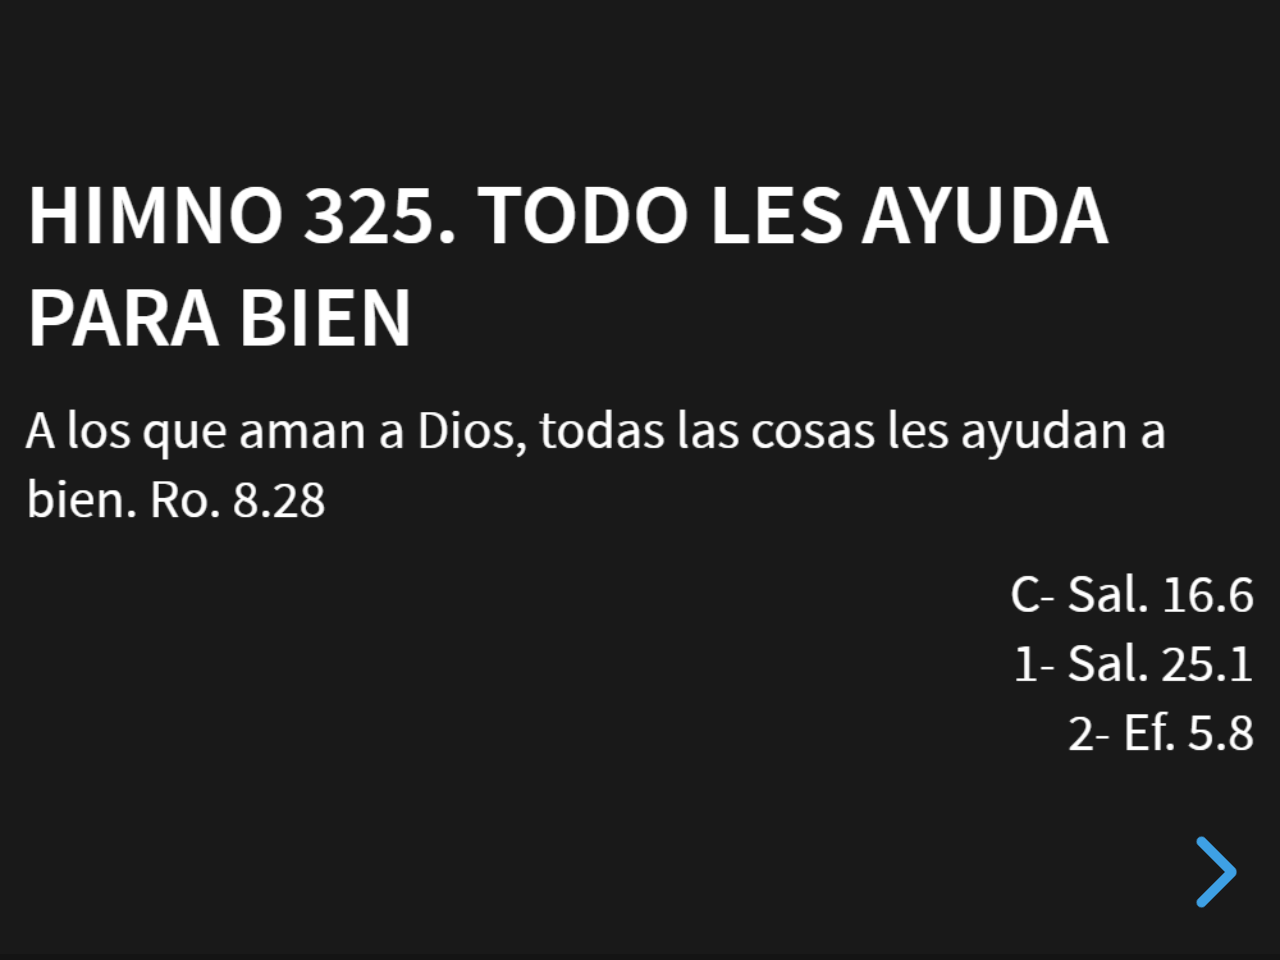 HIMNO 325. TODO LES AYUDA
PARA BIEN
A los que aman a Dios, todas las cosas les ayudan a
bien. Ro. 8.28
C- Sal. 16.6
1- Sal. 25.1
2- Ef. 5.8